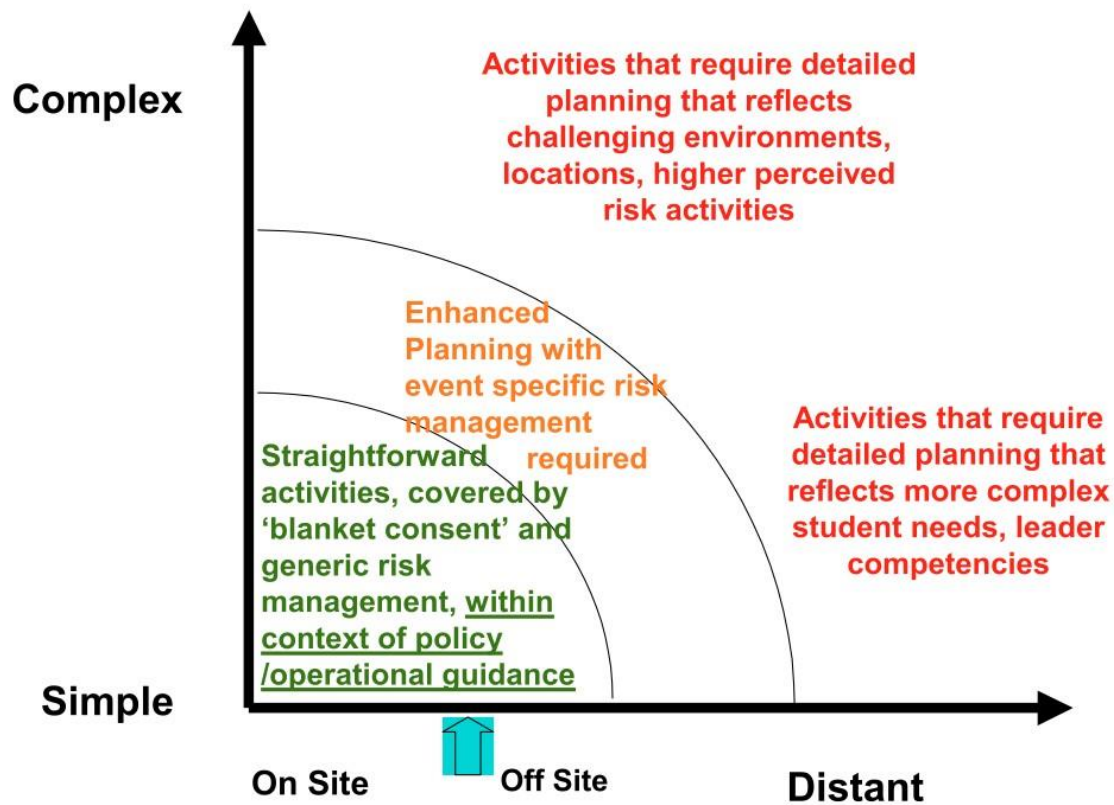 Complex
Activities that require detailed
planning that reflects
challenging environments,
locations, higher perceived
risk activities
Enhanced
Planning with
event specific risk
management
required
Straightforward
activities, covered by
‘blanket consent’ and
generic risk
management, within
context of policy
/operational guidance
Activities that require
detailed planning that
reflects more complex
student needs, leader
competencies
Simple
On Site
Off Site
Distant